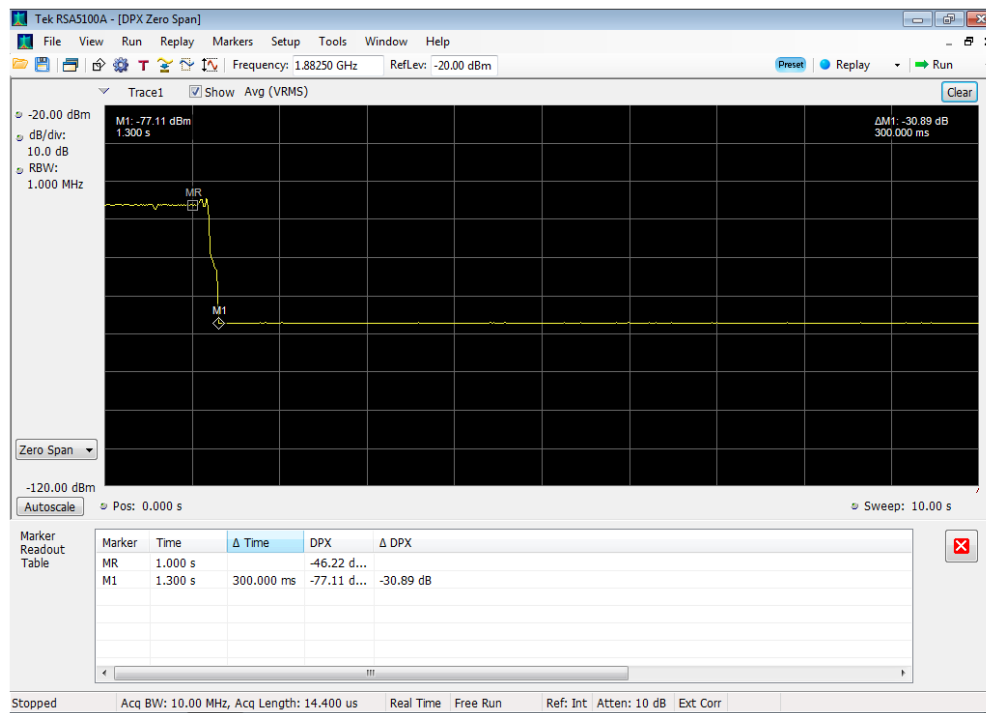 Tek RSA5100A - [DPX Zero Span]
File View Run Replay Markers Setup Tools Window Help
T Frequency: 1.88250 GHz RefLev: -20.00 dBm Preset Replay Run
Trace1 Show Avg (VRMS) Clear
-20.00 dBm
dB/div:
10.0 dB
RBW:
1.000 MHz
M1: -77.11 dBm
1.300 s
ΔM1: -30.89 dB
300.000 ms
MR
M1
Zero Span
-120.00 dBm
Autoscale Pos: 0.000 s Sweep: 10.00 s
Marker
Readout
Table
Marker Time Δ Time DPX Δ DPX
MR 1.000 s -46.22 d...
M1 1.300 s 300.000 ms -77.11 d... -30.89 dB
Stopped Acq BW: 10.00 MHz, Acq Length: 14.400 us Real Time Free Run Ref: Int Atten: 10 dB Ext Corr